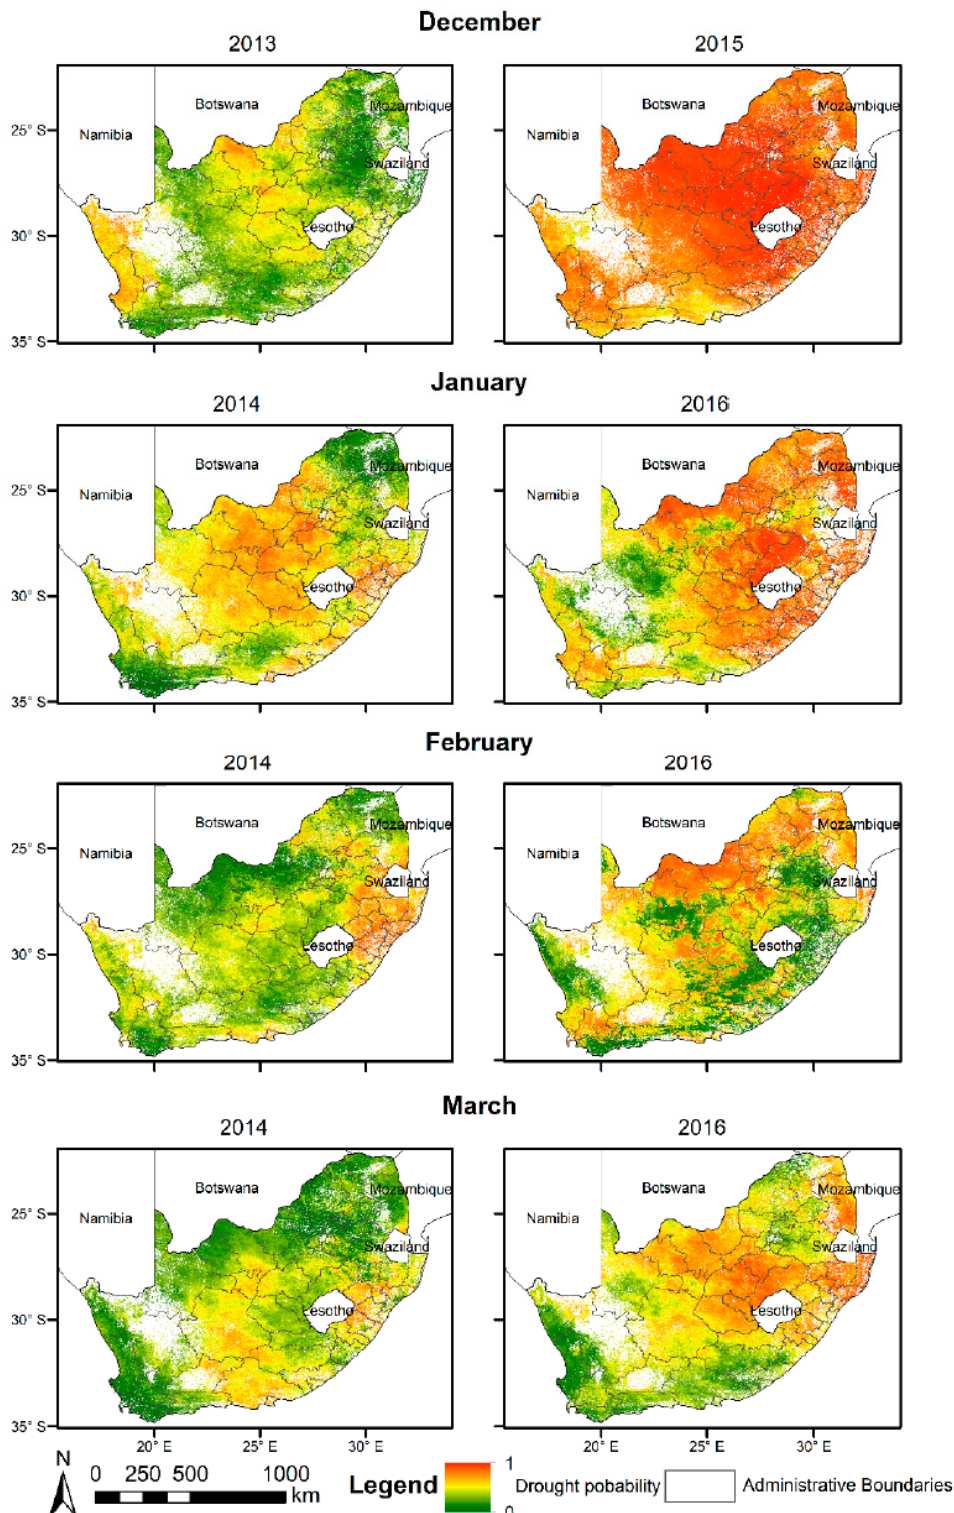 December
2013 2015
Botswana Mozambique Namibia Swaziland Lesotho
Botswana Mozambique Namibia Swaziland Lesotho
25° S
30° S
35° S
January
2014 2016
Botswana Mozambique Namibia Swaziland Lesotho
Botswana Mozambique Namibia Swaziland Lesotho
25° S
30° S
35° S
February
2014 2016
Botswana Mozambique Namibia Swaziland Lesotho
Botswana Mozambique Namibia Swaziland Lesotho
25° S
30° S
35° S
March
2014 2016
Botswana Mozambique Namibia Swaziland Lesotho
Botswana Mozambique Namibia Swaziland Lesotho
25° S
30° S
35° S
20° E 25° E 30° E 20° E 25° E 30° E
N
0 250 500 1000
km
Legend 1 0 Drought pobability Administrative Boundaries